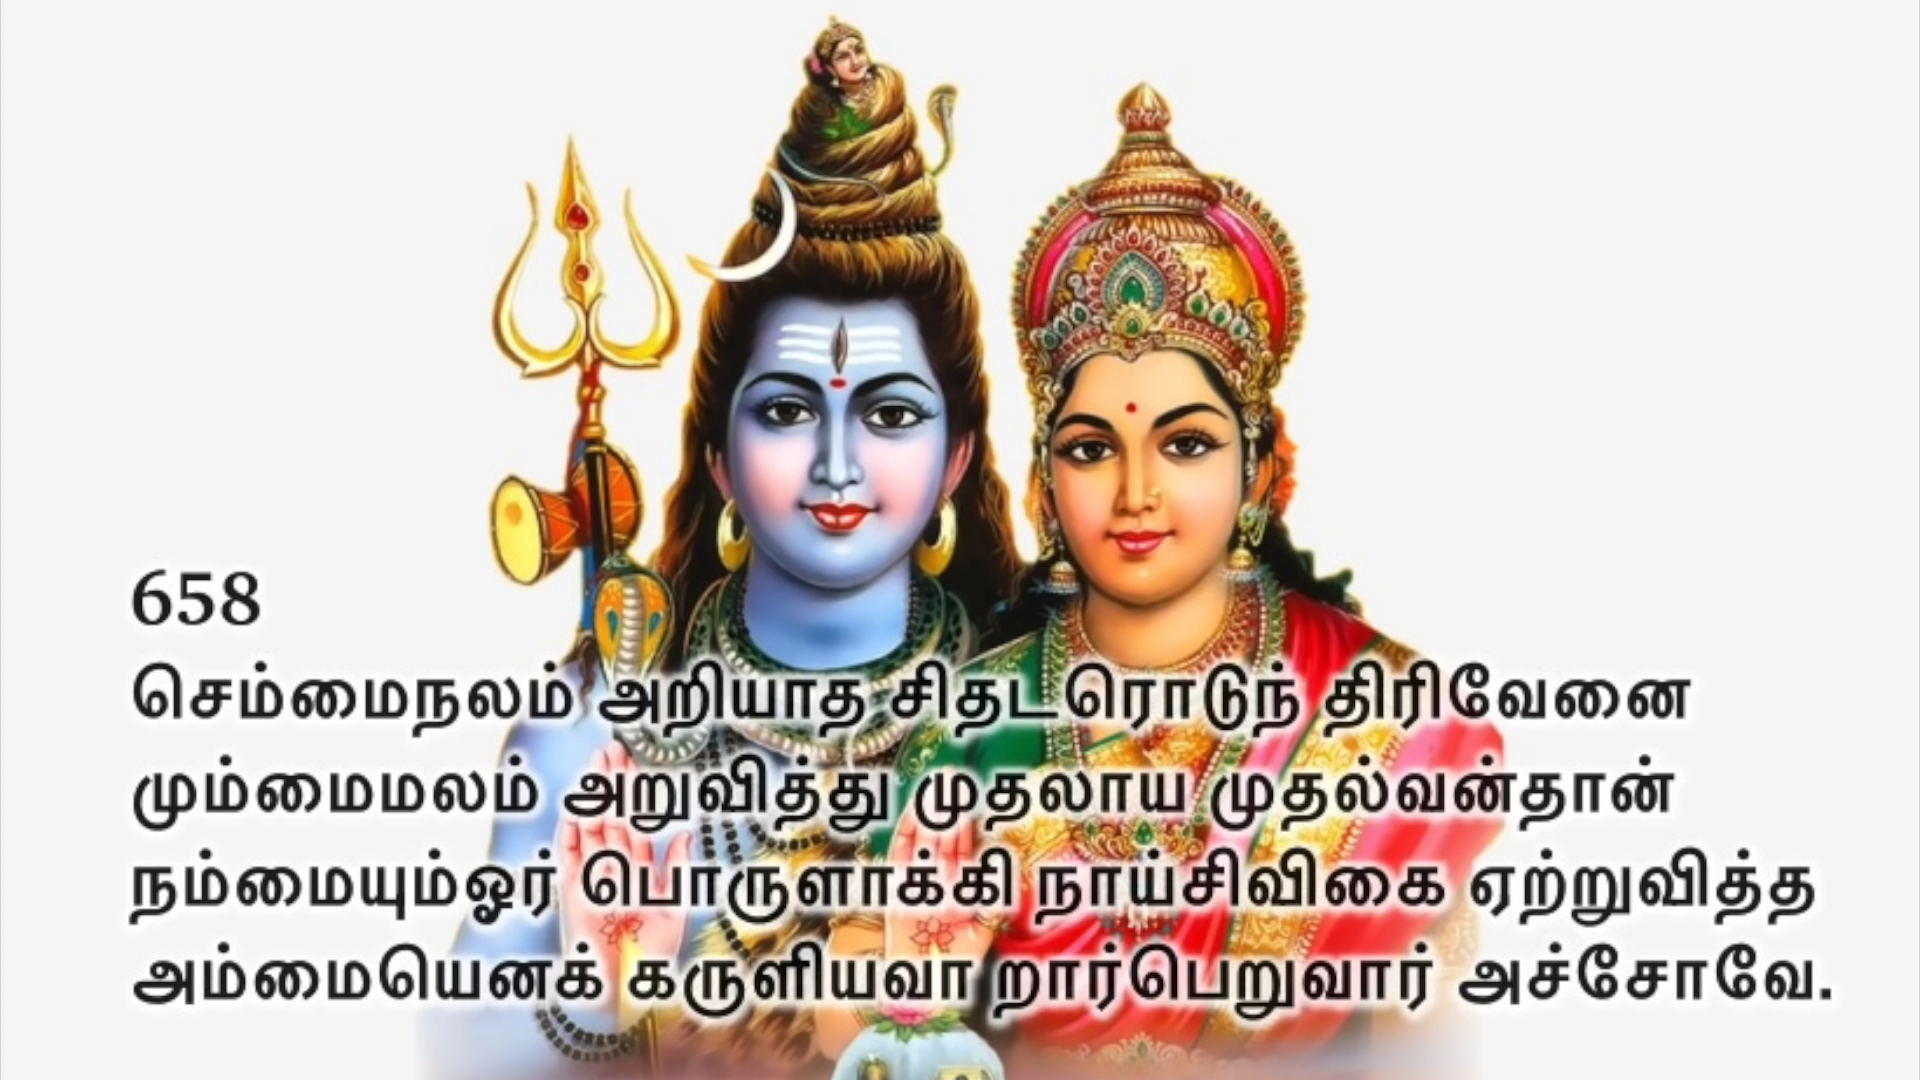 658
செம்மைநலம் அறியாத சிதடரொடுந் திரிவேனை
மும்மைமலம் அறுவித்து முதலாய முதல்வன்தான்
நம்மையும்ஓர் பொருளாக்கி நாய்சிவிகை ஏற்றுவித்த
அம்மையெனக் கருளியவா றார்பெறுவார் அச்சோவே.